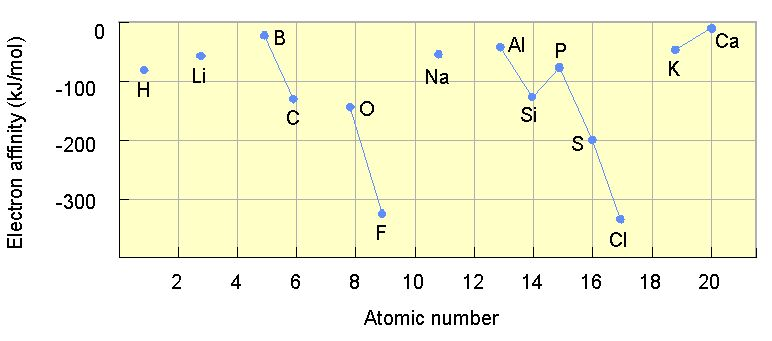 Electron affinity (kJ/mol)
0
-100
-200
-300
H
Li
B
C
O
F
Na
Al
Si
P
S
Cl
K
Ca
2 4 6 8 10 12 14 16 18 20
Atomic number